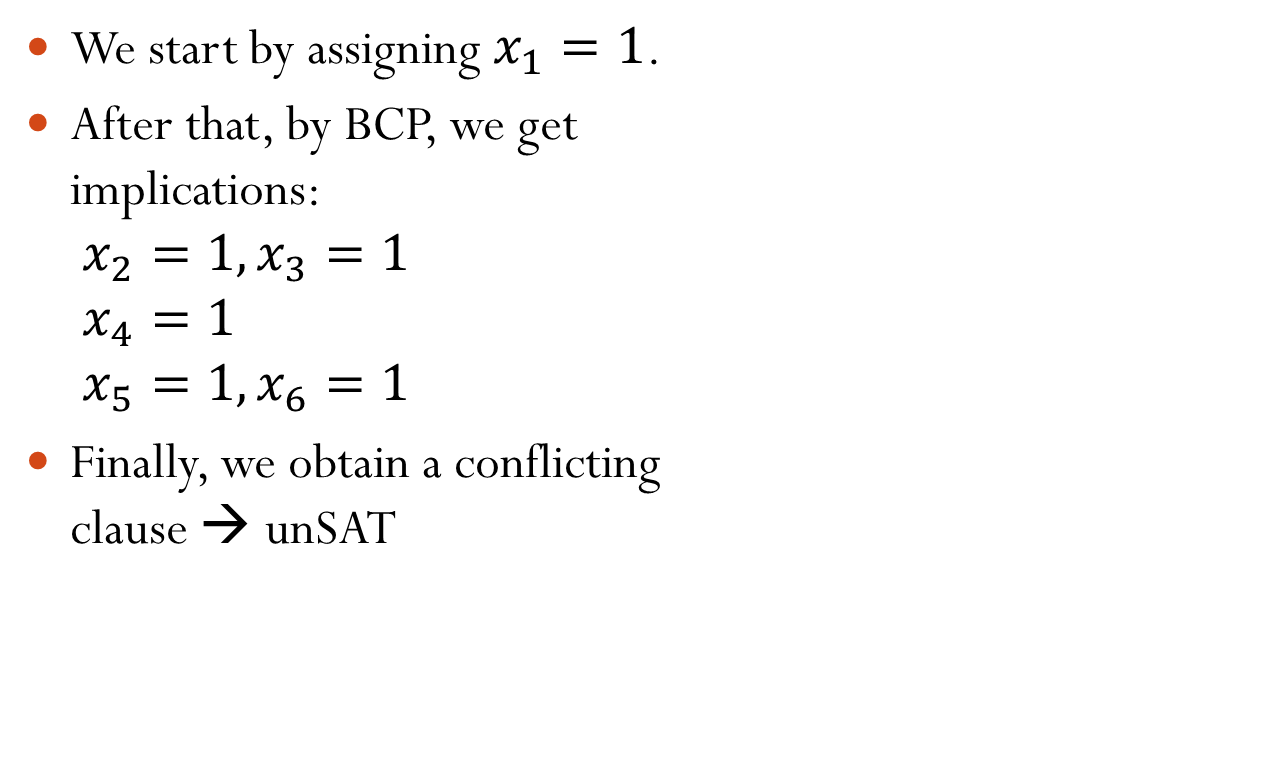 • We start by assigning x₁ = 1.
• After that, by BCP, we get
implications:
x₂ = 1, x₃ = 1
x₄ = 1
x₅ = 1, x₆ = 1
• Finally, we obtain a conflicting
clause → unSAT